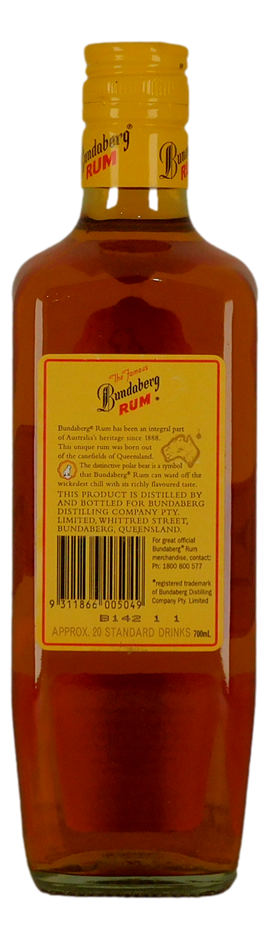 undaberg®
RUM
Bu
R
"The Famous
Bundaberg
RUM
Bundaberg® Rum has been an integral part
of Australia's heritage since 1888.
This unique rum was born out
of the canefields of Queensland.
The distinctive polar bear is a symbol
that Bundaberg® Rum can ward off the
wickedest chill with its richly flavoured taste.
THIS PRODUCT IS DISTILLED BY
AND BOTTLED FOR BUNDABERG
DISTILLING COMPANY PTY.
LIMITED, WHITTRED STREET,
BUNDABERG, QUEENSLAND.
For great official
Bundaberg® Rum
merchandise, contact:
Ph: 1800 800 577
®registered trademark
of Bundaberg Distilling
Company Pty. Limited
9 311866 005049
B142 1 1
APPROX. 20 STANDARD DRINKS 700mL